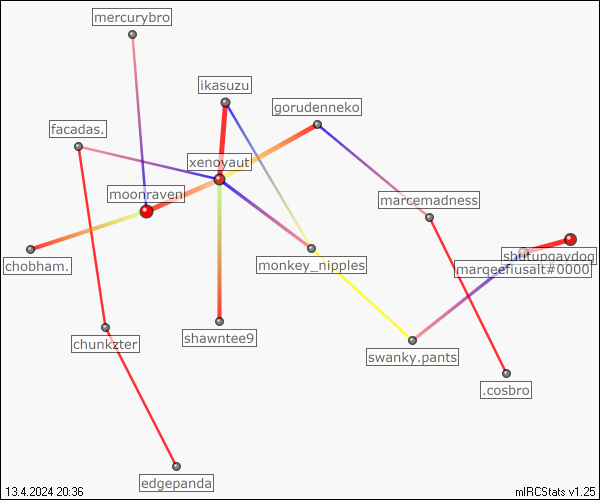 mercurybro
ikasuzu
gorudenneko
facadas.
xenovaut
moonraven
marcemadness
shutupgaydog
chobham.
monkey_nipples
marqeefiusalt#0000
shawntee9
chunkzter
swanky.pants
.cosbro
edgepanda
13.4.2024 20:36
mIRCStats v1.25